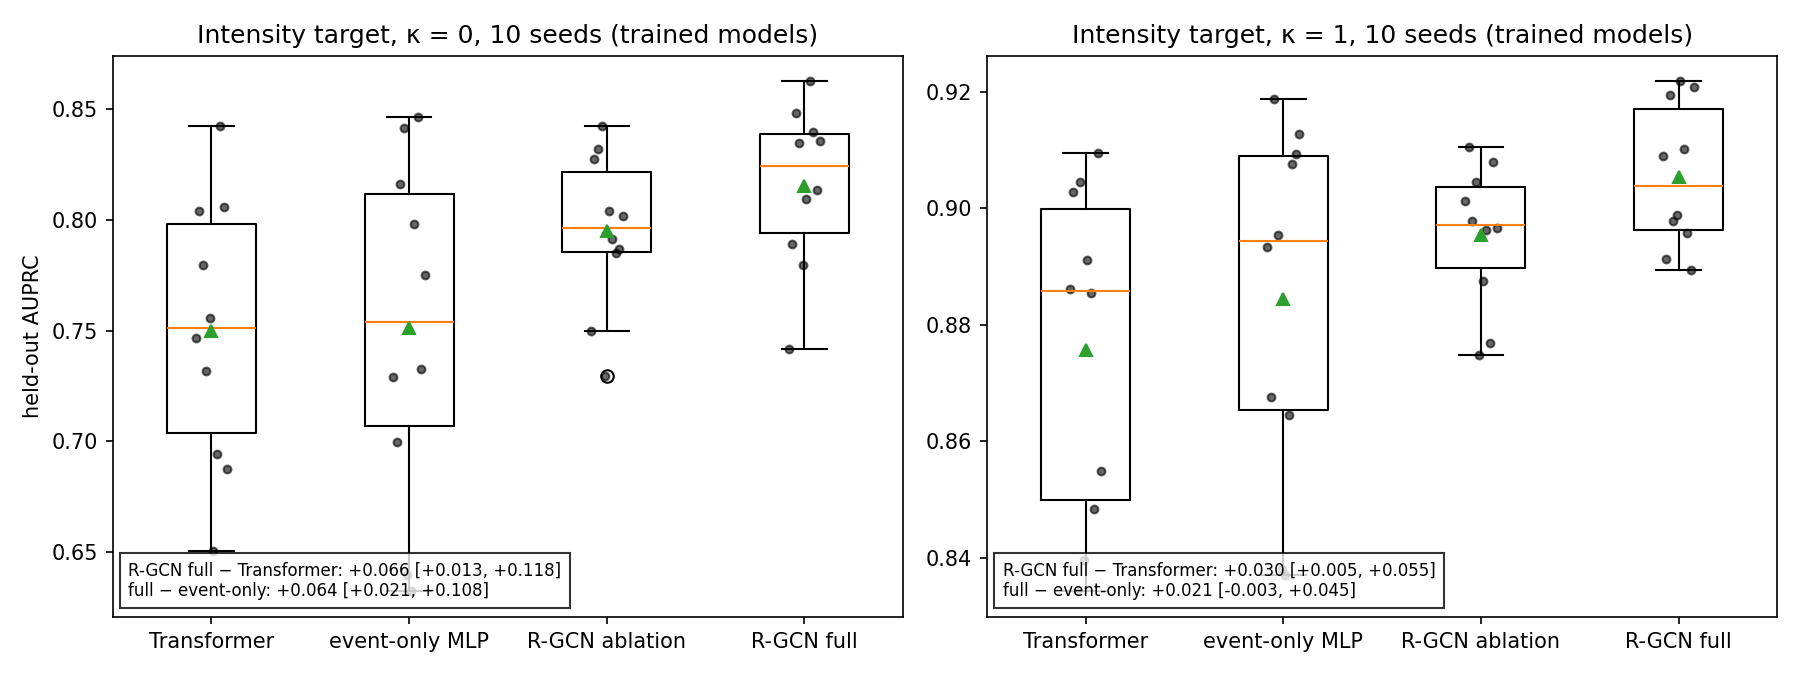 Intensity target, κ = 0, 10 seeds (trained models)
held-out AUPRC
0.85
0.80
0.75
0.70
0.65
R-GCN full − Transformer: +0.066 [+0.013, +0.118]
full − event-only: +0.064 [+0.021, +0.108]
Transformer
event-only MLP
R-GCN ablation
R-GCN full
Intensity target, κ = 1, 10 seeds (trained models)
0.92
0.90
0.88
0.86
0.84
R-GCN full − Transformer: +0.030 [+0.005, +0.055]
full − event-only: +0.021 [-0.003, +0.045]
Transformer
event-only MLP
R-GCN ablation
R-GCN full